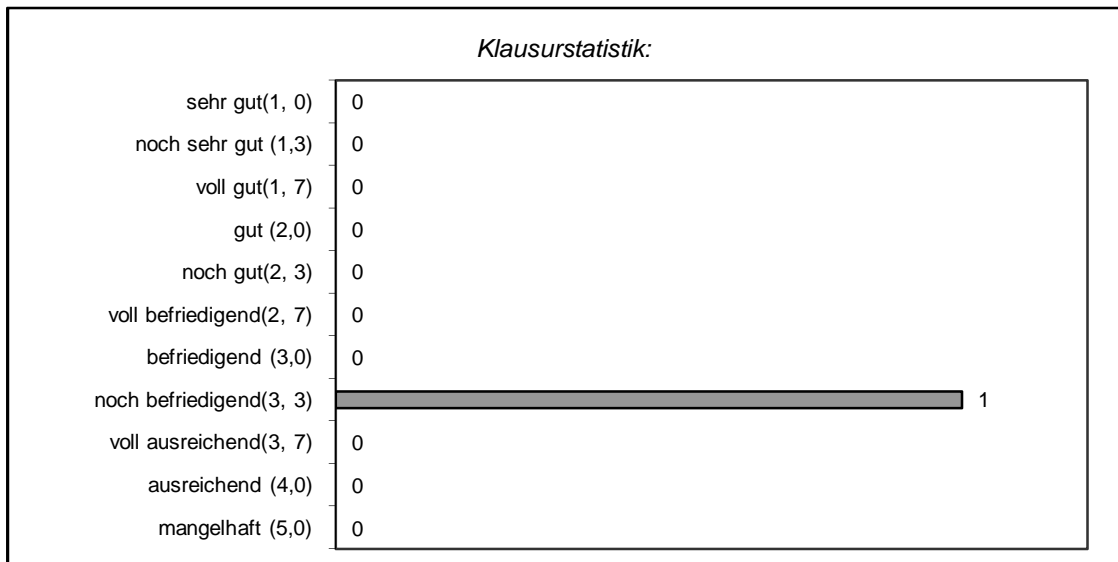 Klausurstatistik:
sehr gut(1, 0) 0
noch sehr gut (1,3) 0
voll gut(1, 7) 0
gut (2,0) 0
noch gut(2, 3) 0
voll befriedigend(2, 7) 0
befriedigend (3,0) 0
noch befriedigend(3, 3) 1
voll ausreichend(3, 7) 0
ausreichend (4,0) 0
mangelhaft (5,0) 0